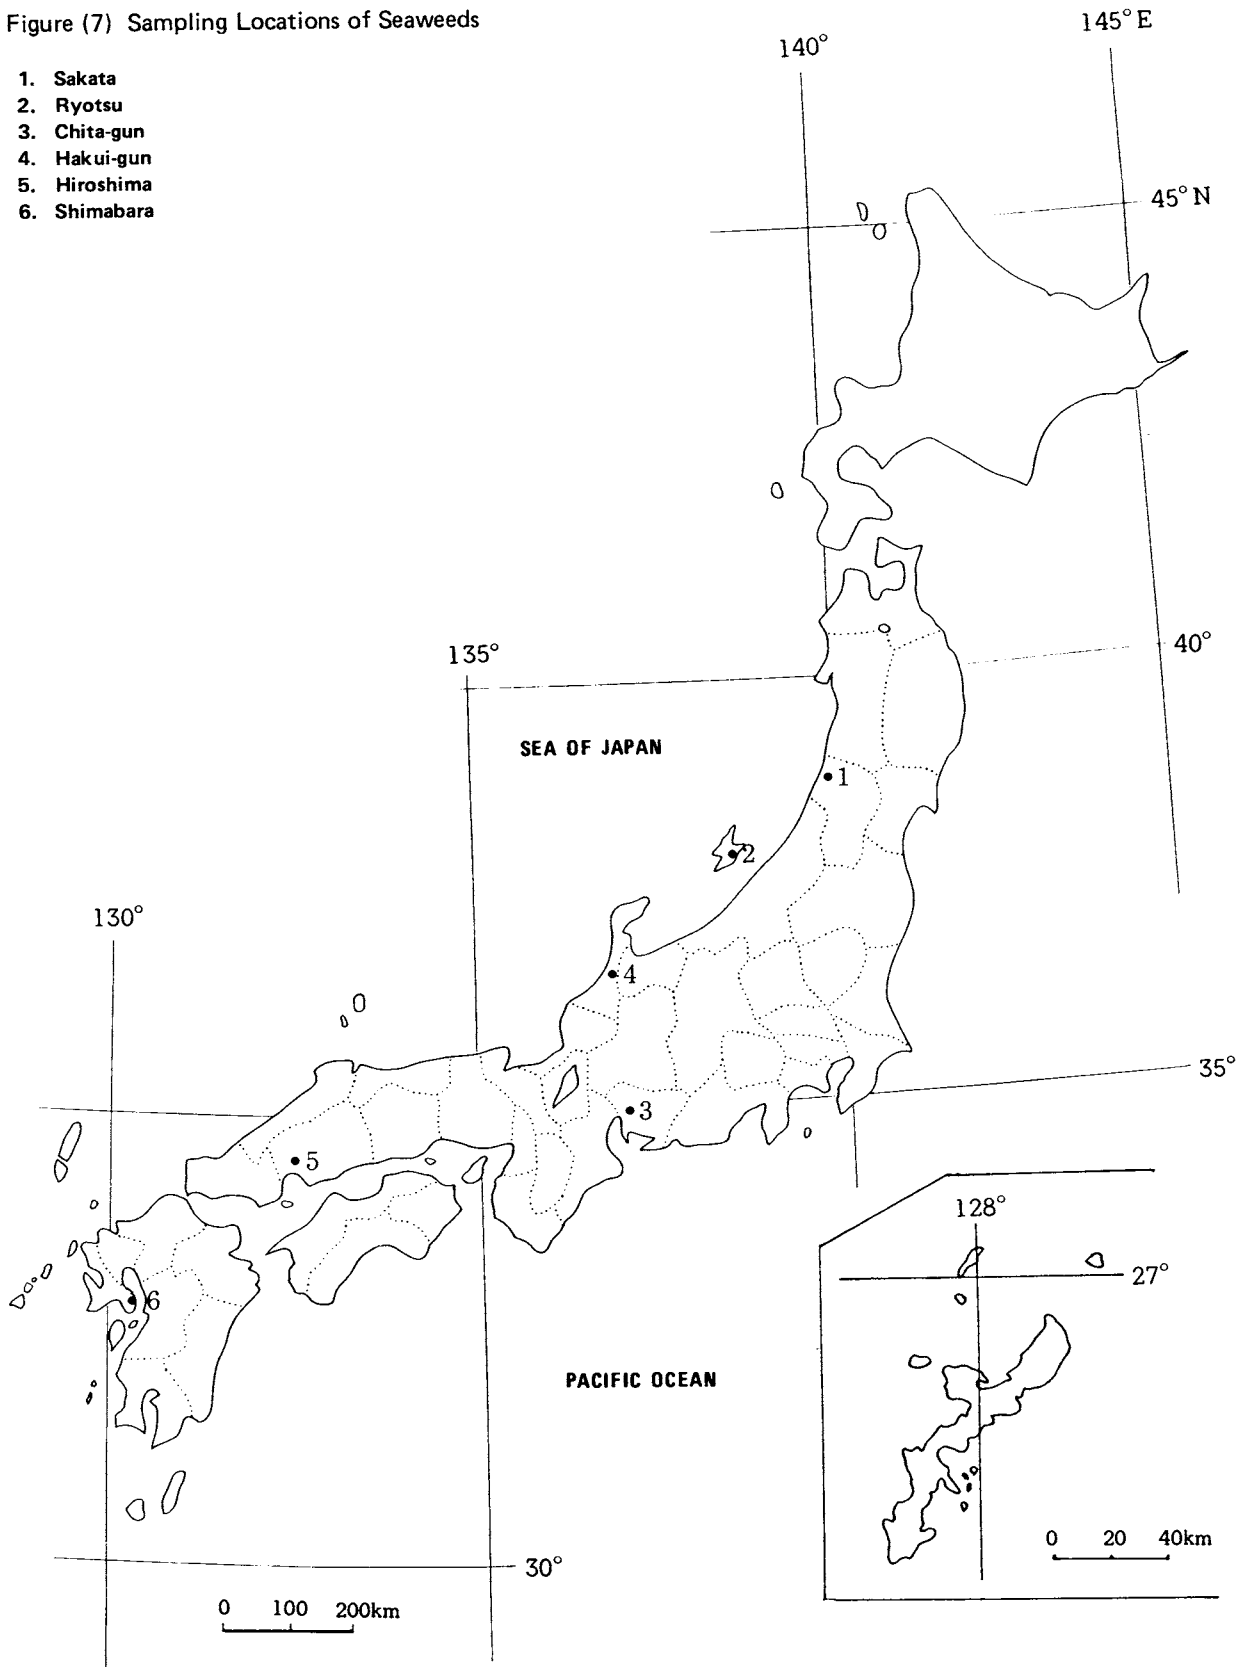 Figure (7) Sampling Locations of Seaweeds
1. Sakata
2. Ryotsu
3. Chita-gun
4. Hakui-gun
5. Hiroshima
6. Shimabara
145° E
140°
45° N
40°
135°
SEA OF JAPAN
1
2
130°
4
35°
3
5
128°
27°
6
PACIFIC OCEAN
0 20 40km
30°
0 100 200km